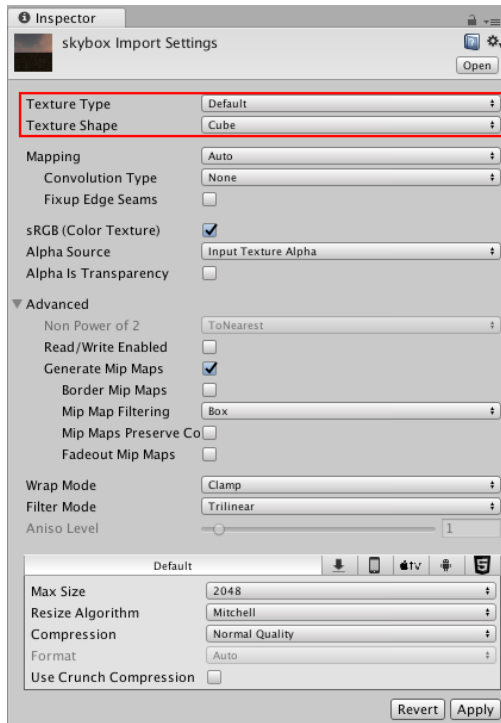 Inspector
skybox Import Settings
Open
Texture Type Default
Texture Shape Cube
Mapping Auto
Convolution Type None
Fixup Edge Seams
sRGB (Color Texture)
Alpha Source Input Texture Alpha
Alpha Is Transparency
Advanced
Non Power of 2 ToNearest
Read/Write Enabled
Generate Mip Maps
Border Mip Maps
Mip Map Filtering Box
Mip Maps Preserve Co
Fadeout Mip Maps
Wrap Mode Clamp
Filter Mode Trilinear
Aniso Level 1
Default tv
Max Size 2048
Resize Algorithm Mitchell
Compression Normal Quality
Format Auto
Use Crunch Compression
Revert Apply